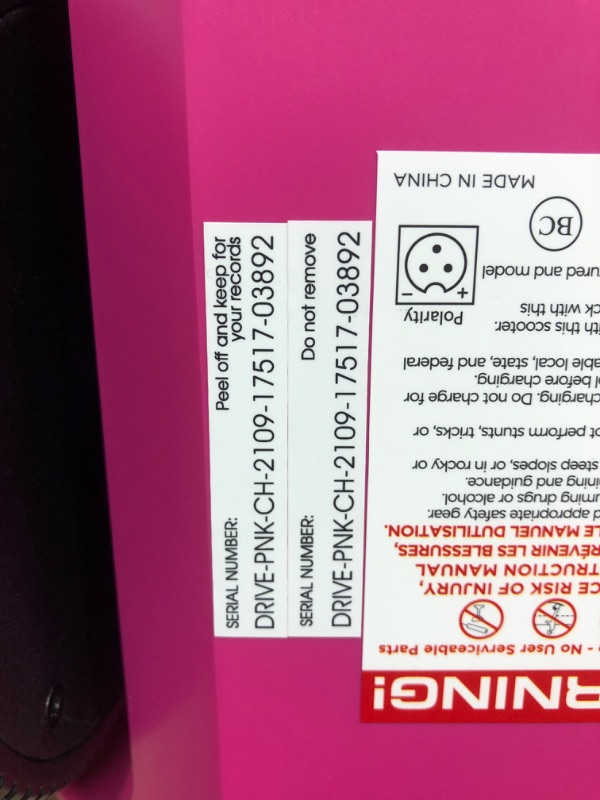 SERIAL NUMBER:
Peel off and keep for
your records
DRIVE-PNK-CH-2109-17517-03892
SERIAL NUMBER:
Do not remove
DRIVE-PNK-CH-2109-17517-03892
RNING!
- No User Serviceable Parts
CE RISK OF INJURY,
TRUCTION MANUAL
RÉVENIR LES BLESSURES,
LE MANUEL DUTILISATION.
d appropriate safety gear.
uming drugs or alcohol.
ining and guidance.
steep slopes, or in rocky or
ot perform stunts, tricks, or
charging. Do not charge for
l before charging.
able local, state, and federal
ith this scooter.
ck with this
ured and model
Polarity
- +
BC
MADE IN CHINA